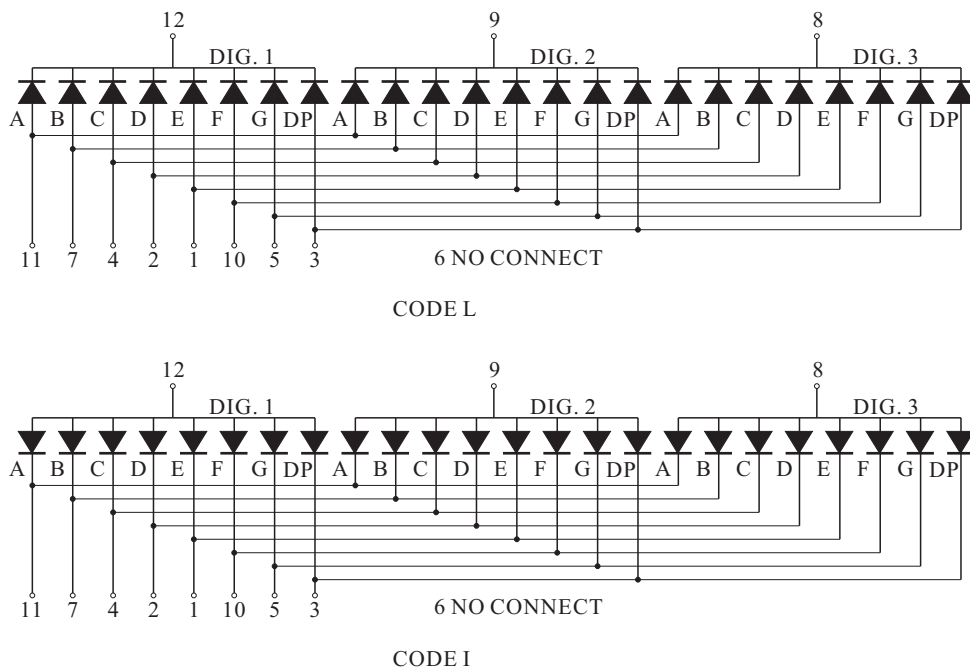 12 9 8
DIG. 1 DIG. 2 DIG. 3
A B C D E F G DP A B C D E F G DP A B C D E F G DP
11 7 4 2 1 10 5 3 6 NO CONNECT
CODE L
12 9 8
DIG. 1 DIG. 2 DIG. 3
A B C D E F G DP A B C D E F G DP A B C D E F G DP
11 7 4 2 1 10 5 3 6 NO CONNECT
CODE I